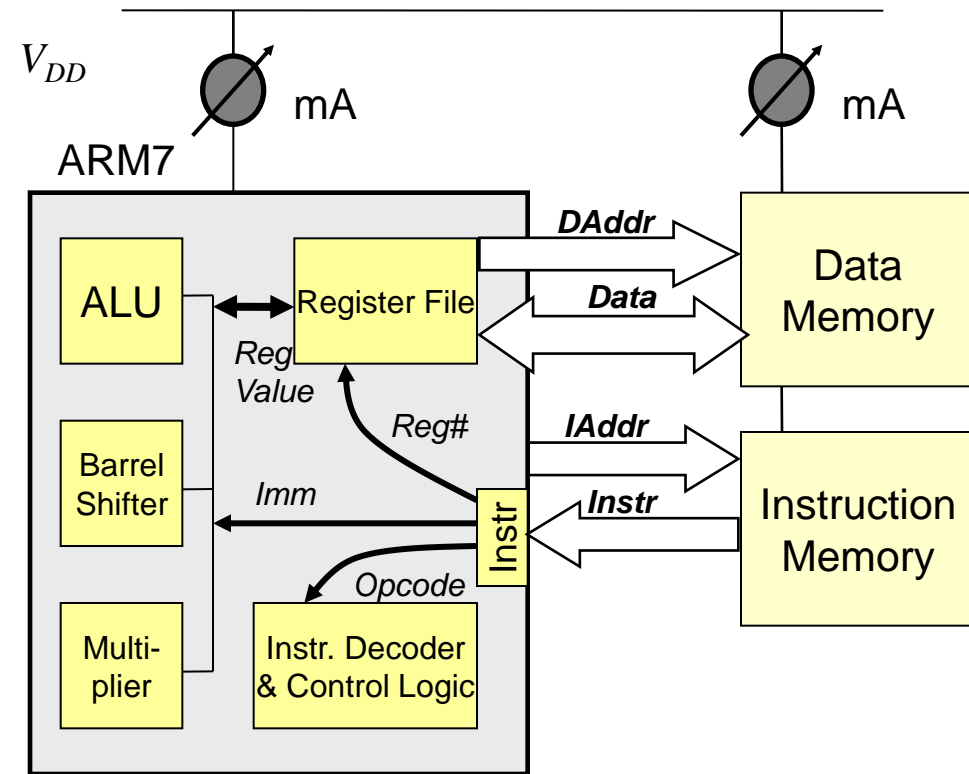 V_DD
mA
mA
ARM7
ALU
Register File
DAddr
Data
Data
Memory
Reg
Value
Reg#
IAddr
Barrel
Shifter
Imm
Instr
Instr
Instruction
Memory
Opcode
Multi-
plier
Instr. Decoder
& Control Logic